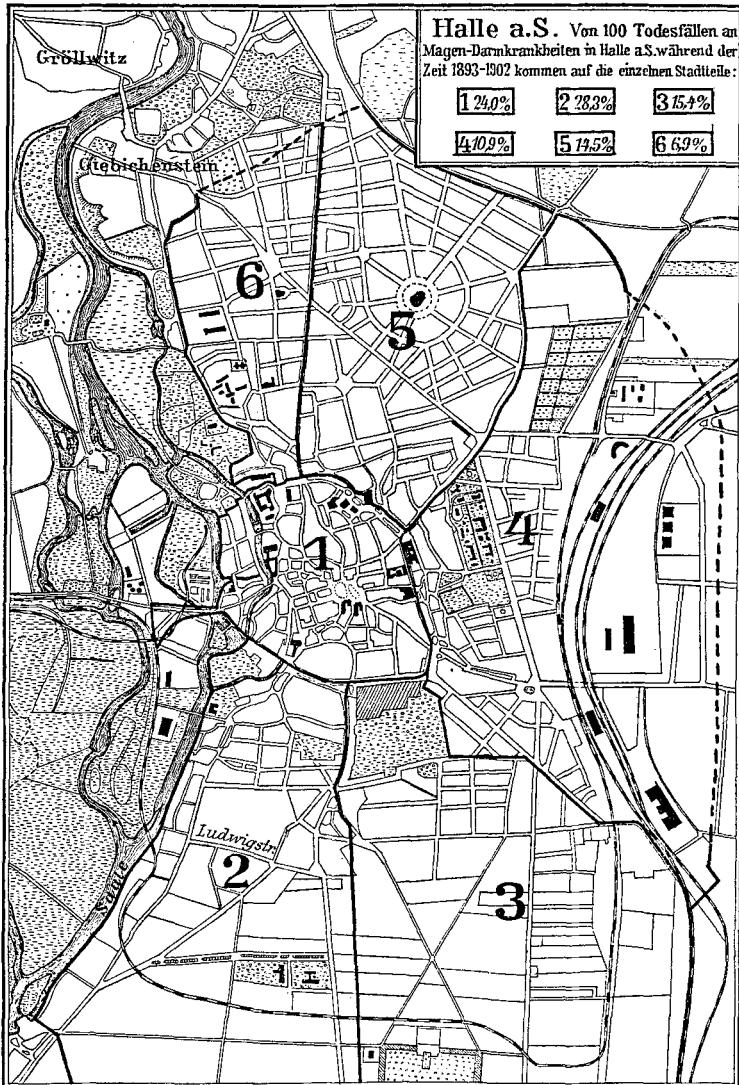 Halle a.S. Von 100 Todesfällen an
Magen-Darmkrankheiten in Halle a.S. während der
Zeit 1893-1902 kommen auf die einzelnen Stadtteile:
1 24,0% 2 28,3% 3 15,4%
4 10,9% 5 14,5% 6 6,9%
Gröllwitz
Giebichenstein
6
5
4
1
Ludwigstr.
2
3
Saale